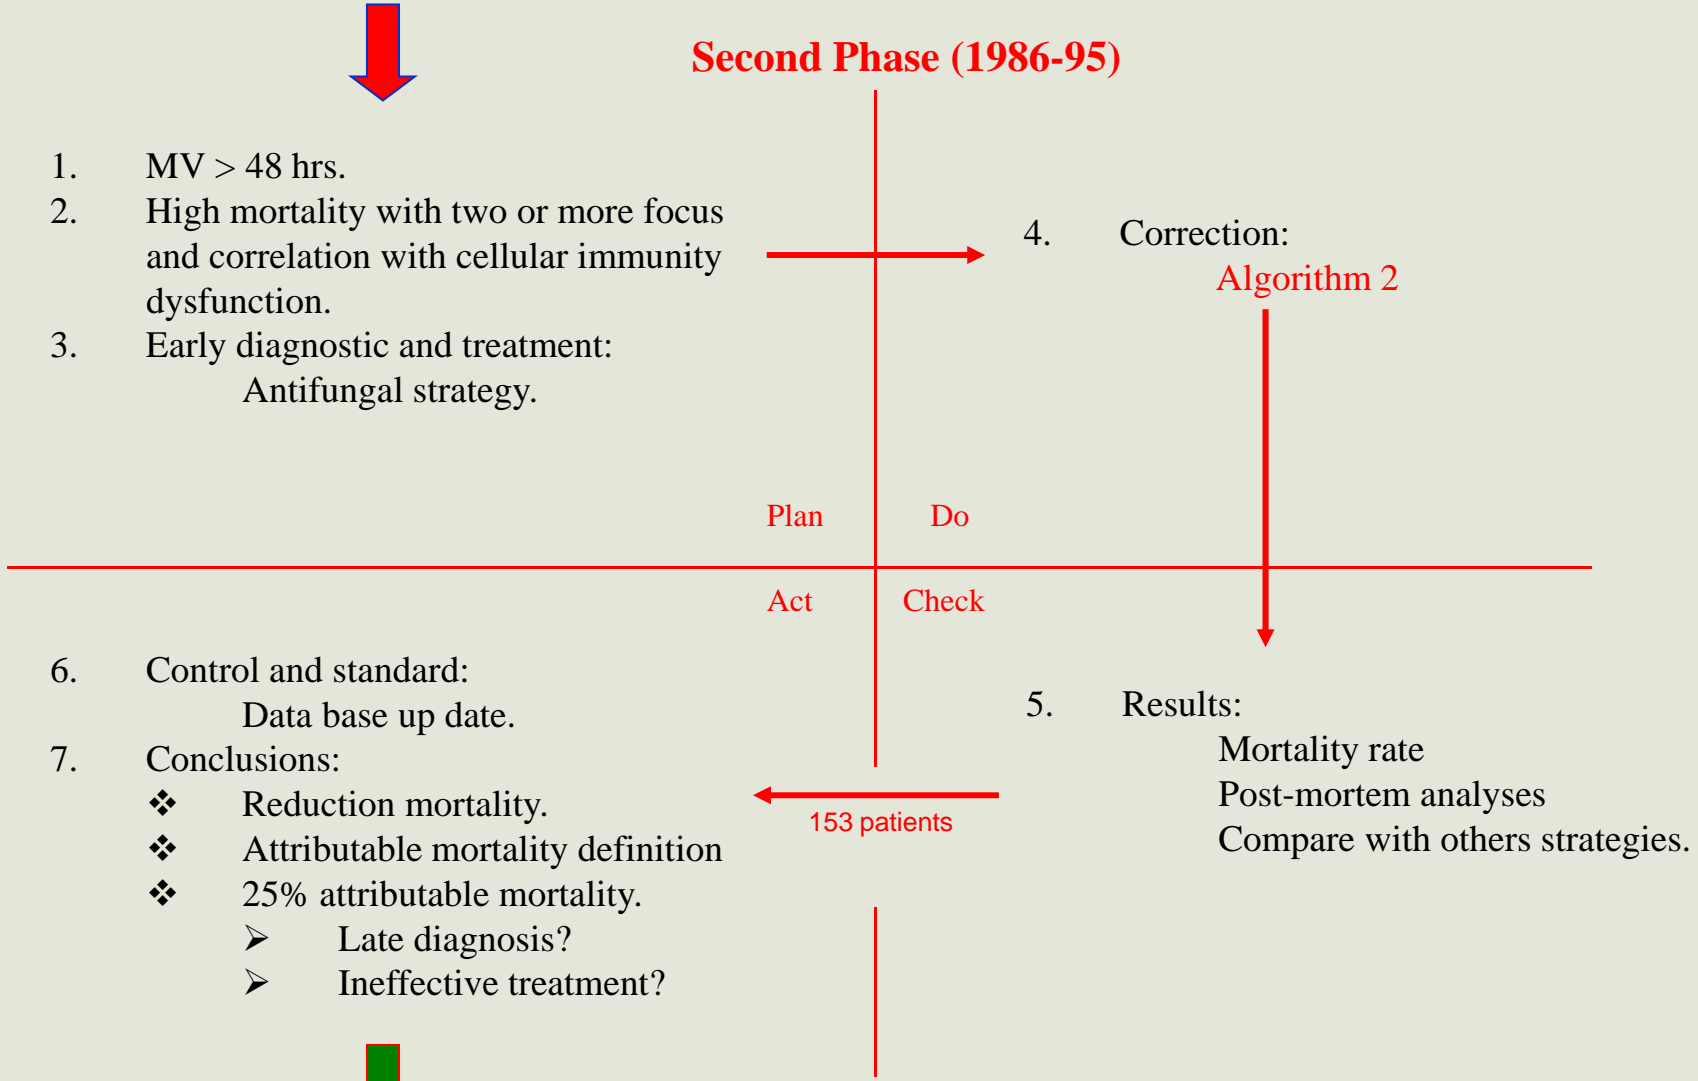 Second Phase (1986-95)
1. MV > 48 hrs.
2. High mortality with two or more focus
and correlation with cellular immunity
dysfunction.
3. Early diagnostic and treatment:
Antifungal strategy.
4. Correction:
Algorithm 2
Plan
Do
Act
Check
5. Results:
Mortality rate
Post-mortem analyses
Compare with others strategies.
153 patients
6. Control and standard:
Data base up date.
7. Conclusions:
❖ Reduction mortality.
❖ Attributable mortality definition
❖ 25% attributable mortality.
➢ Late diagnosis?
➢ Ineffective treatment?